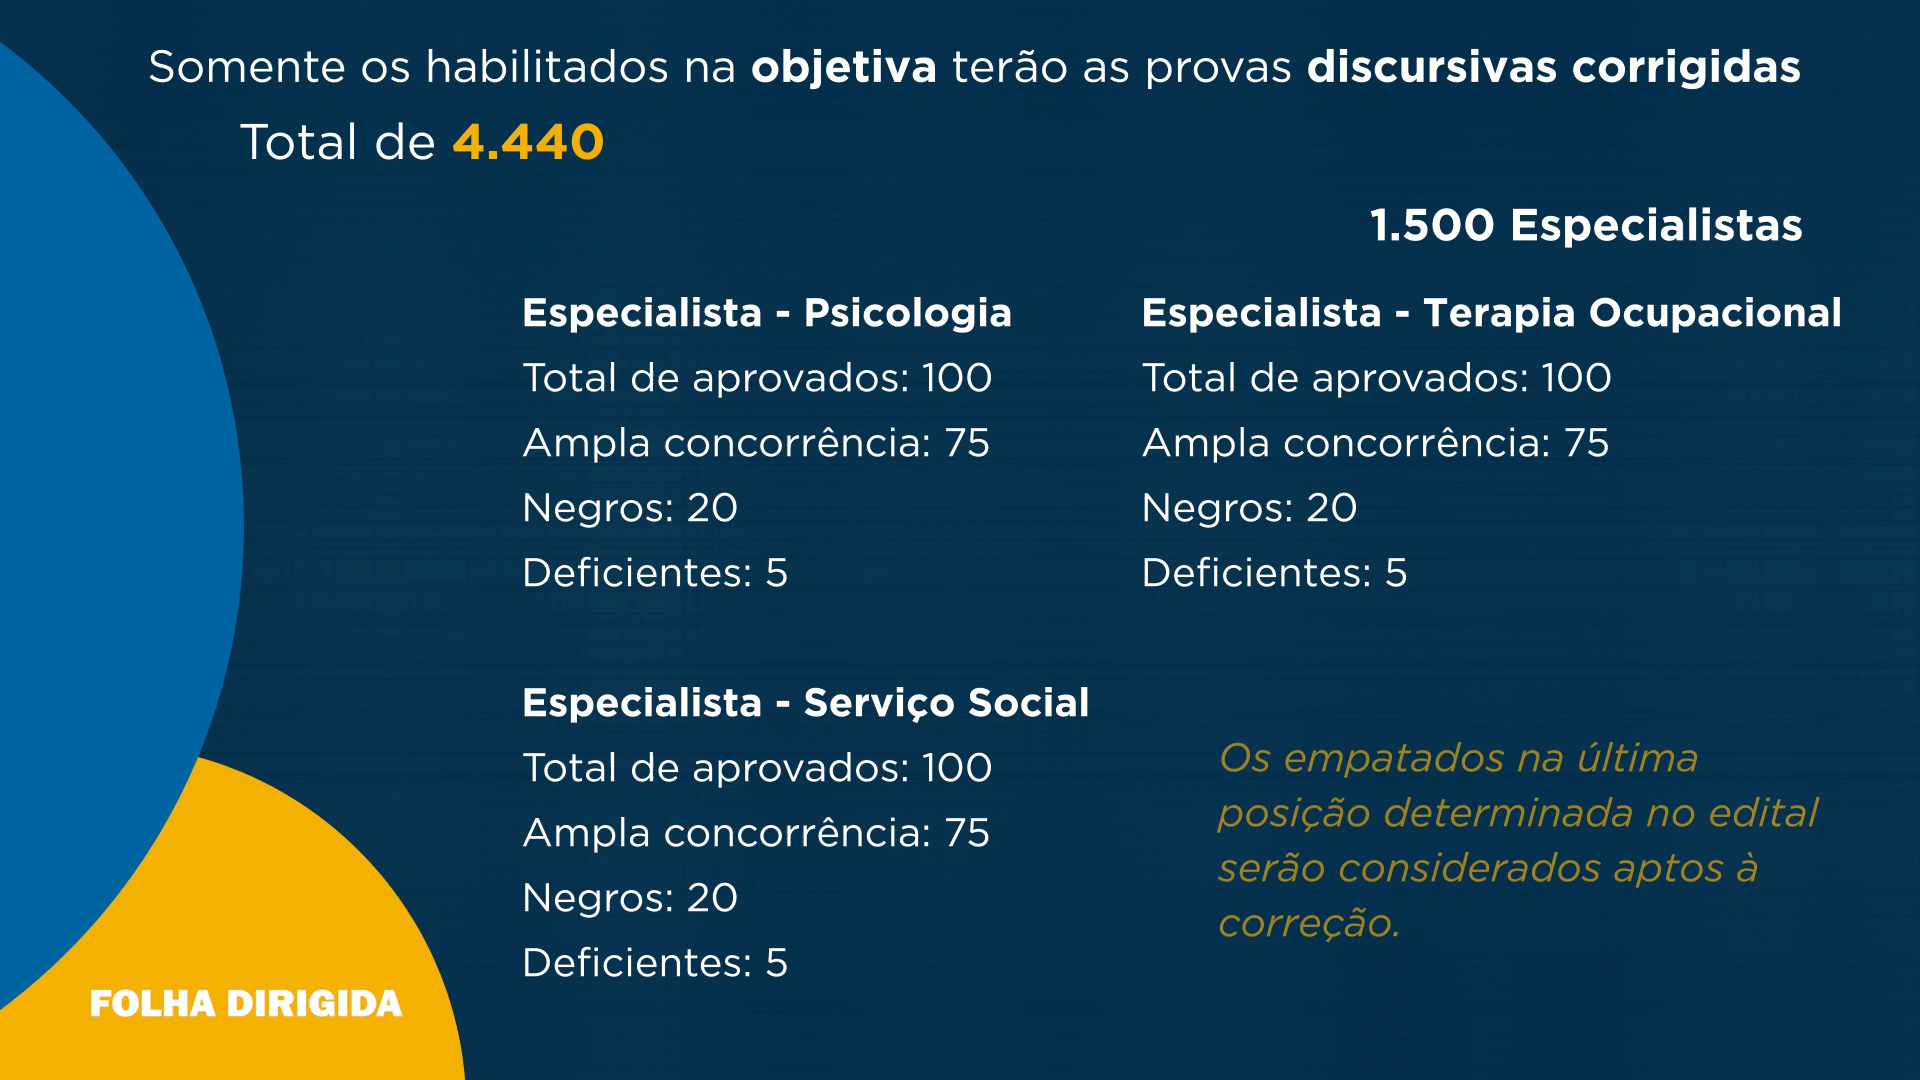 Somente os habilitados na objetiva terão as provas discursivas corrigidas
Total de 4.440
1.500 Especialistas
Especialista - Psicologia
Total de aprovados: 100
Ampla concorrência: 75
Negros: 20
Deficientes: 5
Especialista - Terapia Ocupacional
Total de aprovados: 100
Ampla concorrência: 75
Negros: 20
Deficientes: 5
Especialista - Serviço Social
Total de aprovados: 100
Ampla concorrência: 75
Negros: 20
Deficientes: 5
Os empatados na última
posição determinada no edital
serão considerados aptos à
correção.
FOLHA DIRIGIDA